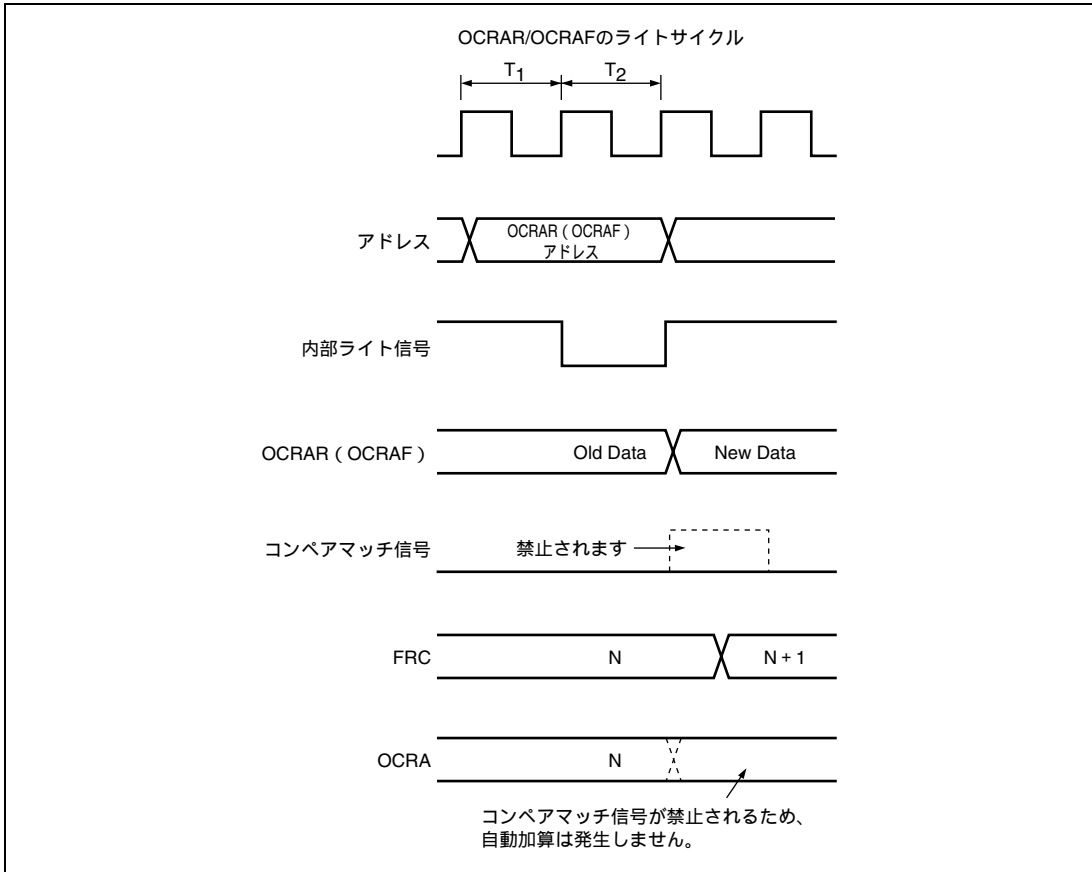 OCRAR/OCRAFのライトサイクル
T1 T2
アドレス
OCRAR ( OCRAF )
アドレス
内部ライト信号
OCRAR ( OCRAF )
Old Data New Data
コンペアマッチ信号
禁止されます
FRC
N N + 1
OCRA
N
コンペアマッチ信号が禁止されるため、
自動加算は発生しません。